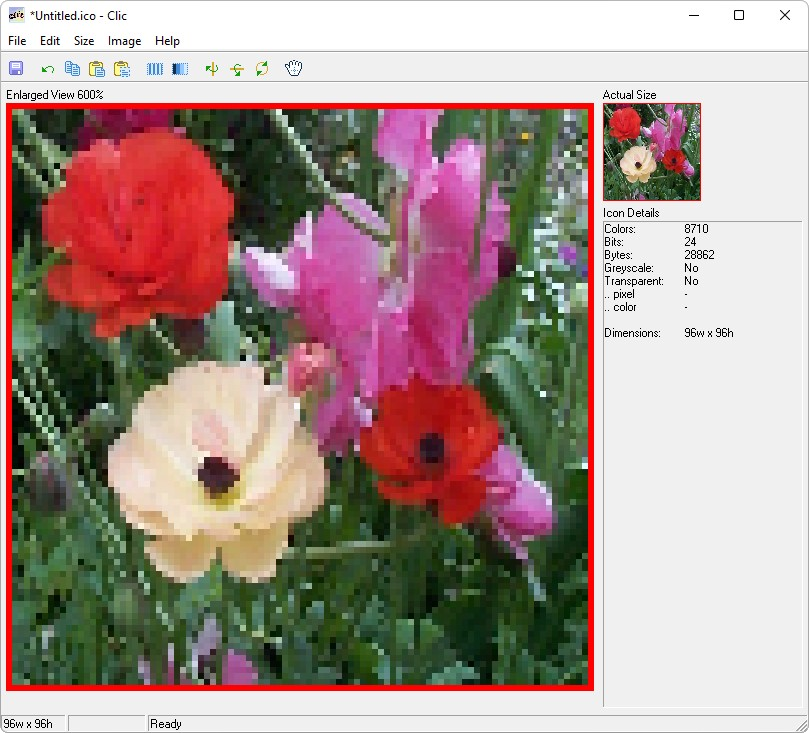 *Untitled.ico - Clic
File Edit Size Image Help
Enlarged View 600%
Actual Size
Icon Details
Colors: 8710
Bits: 24
Bytes: 28862
Greyscale: No
Transparent: No
.. pixel -
.. color -
Dimensions: 96w x 96h
96w x 96h Ready